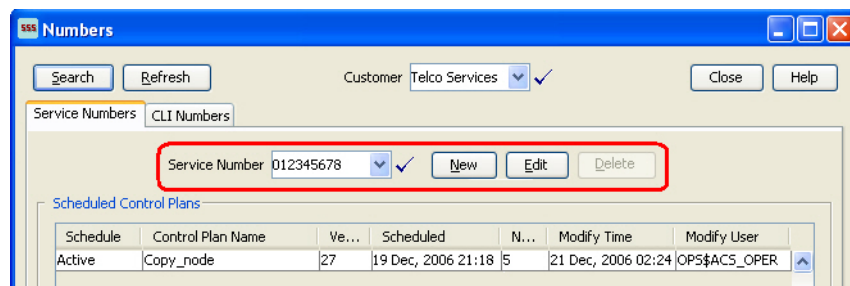 SSS Numbers
Search Refresh Customer Telco Services Close Help
Service Numbers CLI Numbers
Service Number 012345678 New Edit Delete
Scheduled Control Plans
Schedule Control Plan Name Ve... Scheduled N... Modify Time Modify User
Active Copy_node 27 19 Dec, 2006 21:18 5 21 Dec, 2006 02:24 OPS$ACS_OPER